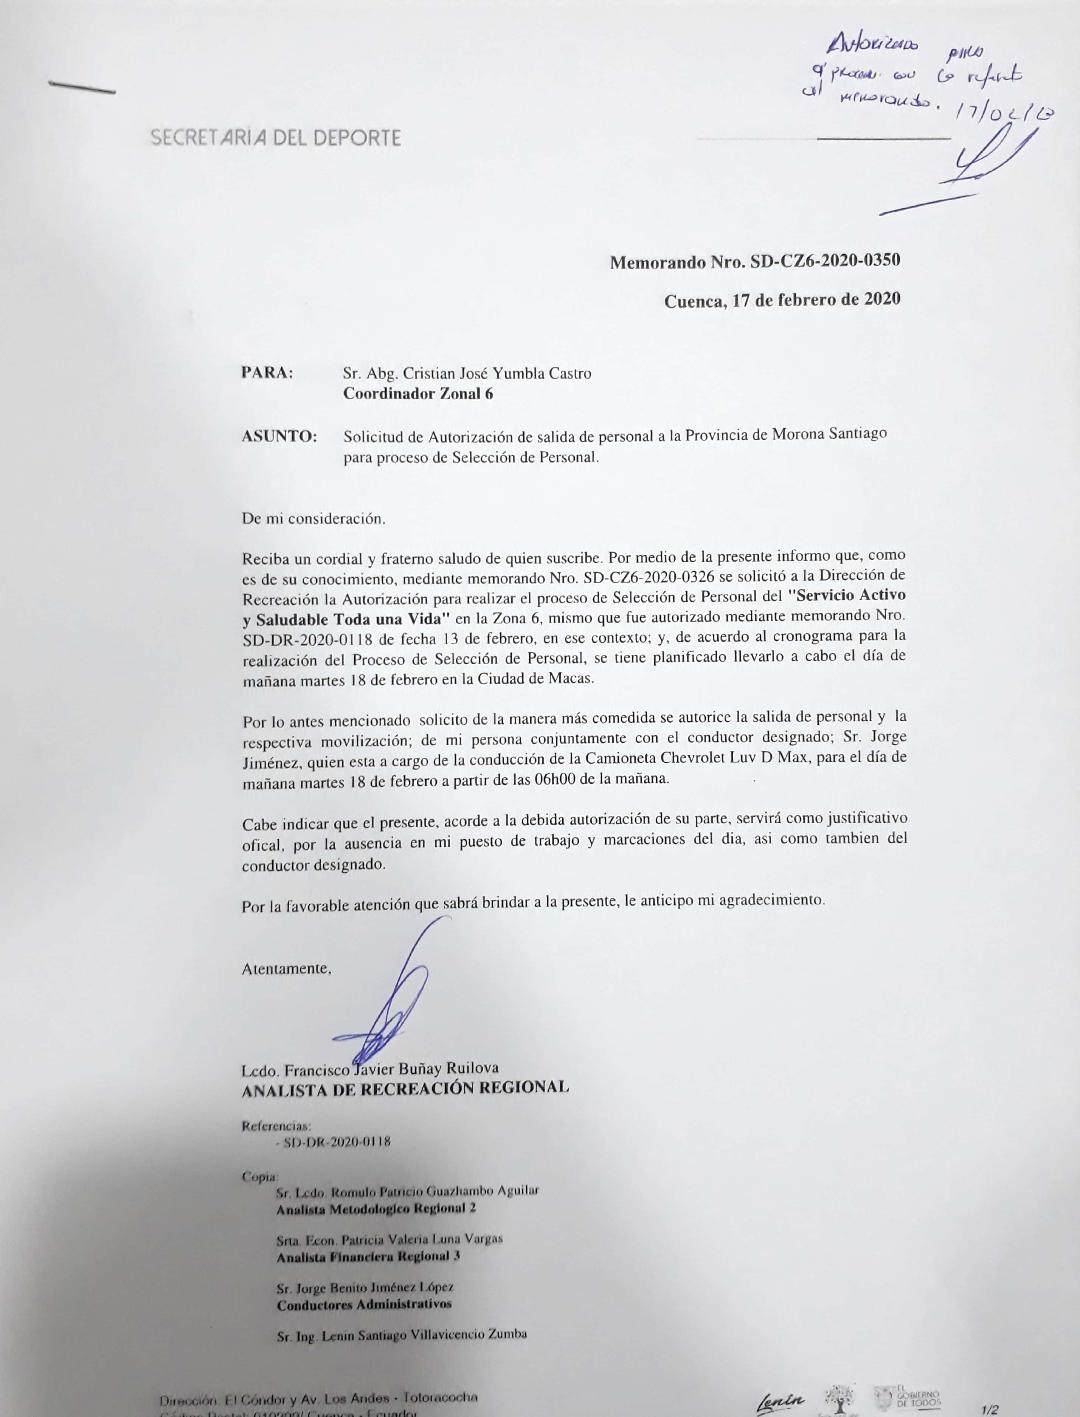 Autorizado para
q' proceda con lo referente
al memorando. 17/02/20
SECRETARÍA DEL DEPORTE
Memorando Nro. SD-CZ6-2020-0350
Cuenca, 17 de febrero de 2020
PARA: Sr. Abg. Cristian José Yumbla Castro
Coordinador Zonal 6
ASUNTO: Solicitud de Autorización de salida de personal a la Provincia de Morona Santiago
para proceso de Selección de Personal.
De mi consideración.
Reciba un cordial y fraterno saludo de quien suscribe. Por medio de la presente informo que, como
es de su conocimiento, mediante memorando Nro. SD-CZ6-2020-0326 se solicitó a la Dirección de
Recreación la Autorización para realizar el proceso de Selección de Personal del "Servicio Activo
y Saludable Toda una Vida" en la Zona 6, mismo que fue autorizado mediante memorando Nro.
SD-DR-2020-0118 de fecha 13 de febrero, en ese contexto; y, de acuerdo al cronograma para la
realización del Proceso de Selección de Personal, se tiene planificado llevarlo a cabo el día de
mañana martes 18 de febrero en la Ciudad de Macas.
Por lo antes mencionado solicito de la manera más comedida se autorice la salida de personal y la
respectiva movilización; de mi persona conjuntamente con el conductor designado; Sr. Jorge
Jiménez, quien esta a cargo de la conducción de la Camioneta Chevrolet Luv D Max, para el día de
mañana martes 18 de febrero a partir de las 06h00 de la mañana.
Cabe indicar que el presente, acorde a la debida autorización de su parte, servirá como justificativo
ofical, por la ausencia en mi puesto de trabajo y marcaciones del dia, asi como tambien del
conductor designado.
Por la favorable atención que sabrá brindar a la presente, le anticipo mi agradecimiento.
Atentamente,
Lcdo. Francisco Javier Buñay Ruilova
ANALISTA DE RECREACIÓN REGIONAL
Referencias:
- SD-DR-2020-0118
Copia:
Sr. Lcdo. Romulo Patricio Guazhambo Aguilar
Analista Metodologico Regional 2
Srta. Econ. Patricia Valeria Luna Vargas
Analista Financiera Regional 3
Sr. Jorge Benito Jiménez López
Conductores Administrativos
Sr. Ing. Lenin Santiago Villavicencio Zumba
Dirección: El Cóndor y Av. Los Andes - Totoracocha
Cuenca - Ecuador
Lenín
EL
GOBIERNO
DE TODOS
1/2